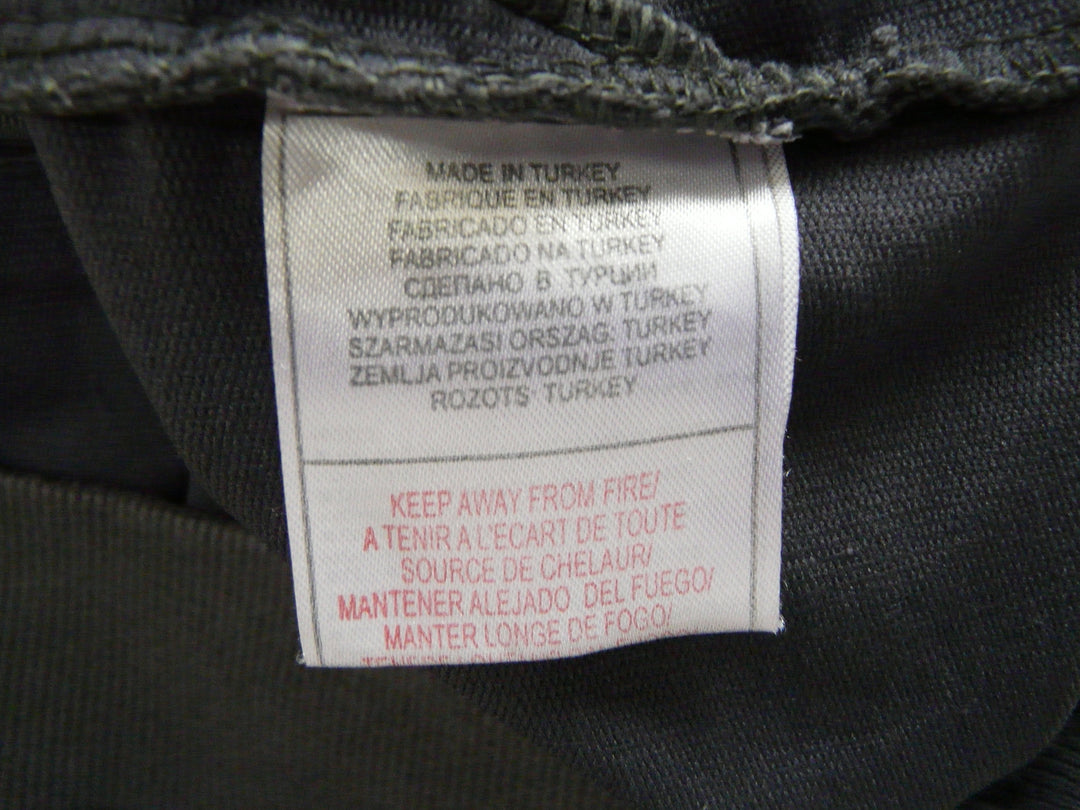 MADE IN TURKEY
FABRIQUE EN TURKEY
FABRICADO EN TURKEY
FABRICADO NA TURKEY
СДЕПАНО В ТУРЦИИ
WYPRODUKOWANO W TURKEY
SZARMAZASI ORSZAG: TURKEY
ZEMLJA PROIZVODNJE TURKEY
ROZOTS TURKEY
KEEP AWAY FROM FIRE/
A TENIR A L'ECART DE TOUTE
SOURCE DE CHELAUR/
MANTENER ALEJADO DEL FUEGO/
MANTER LONGE DE FOGO/